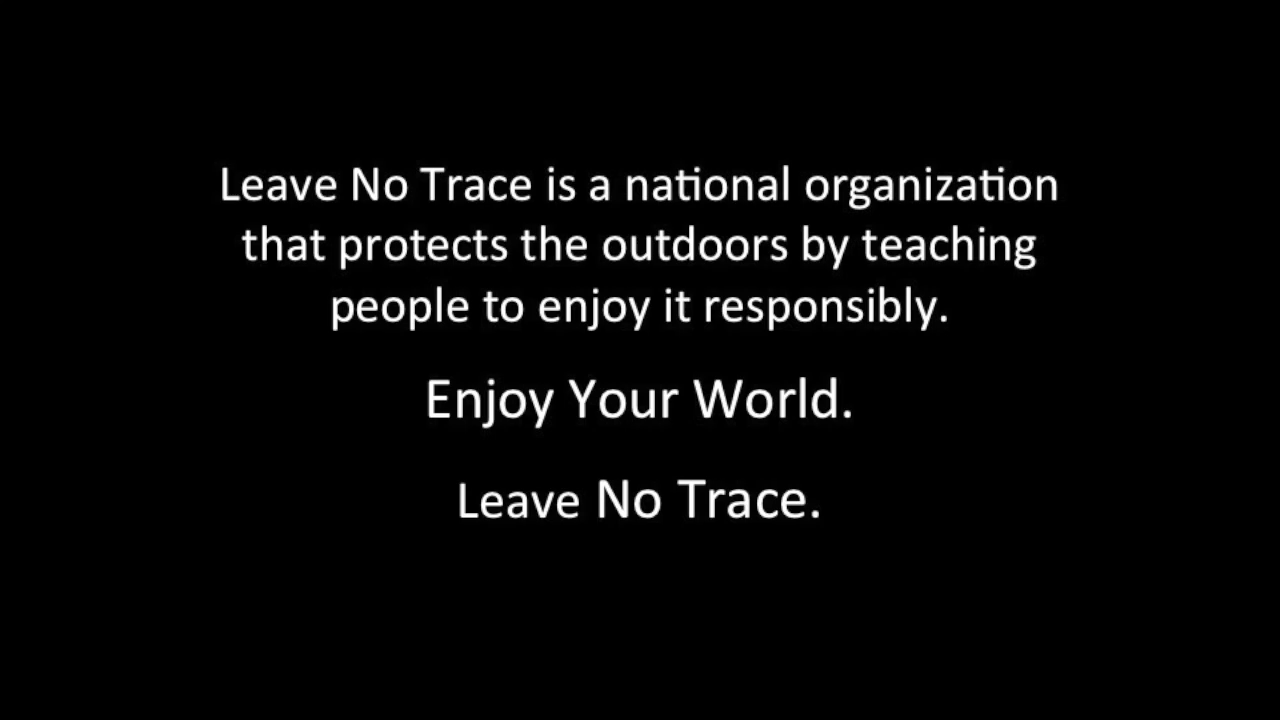 Leave No Trace is a national organization
that protects the outdoors by teaching
people to enjoy it responsibly.
Enjoy Your World.
Leave No Trace.